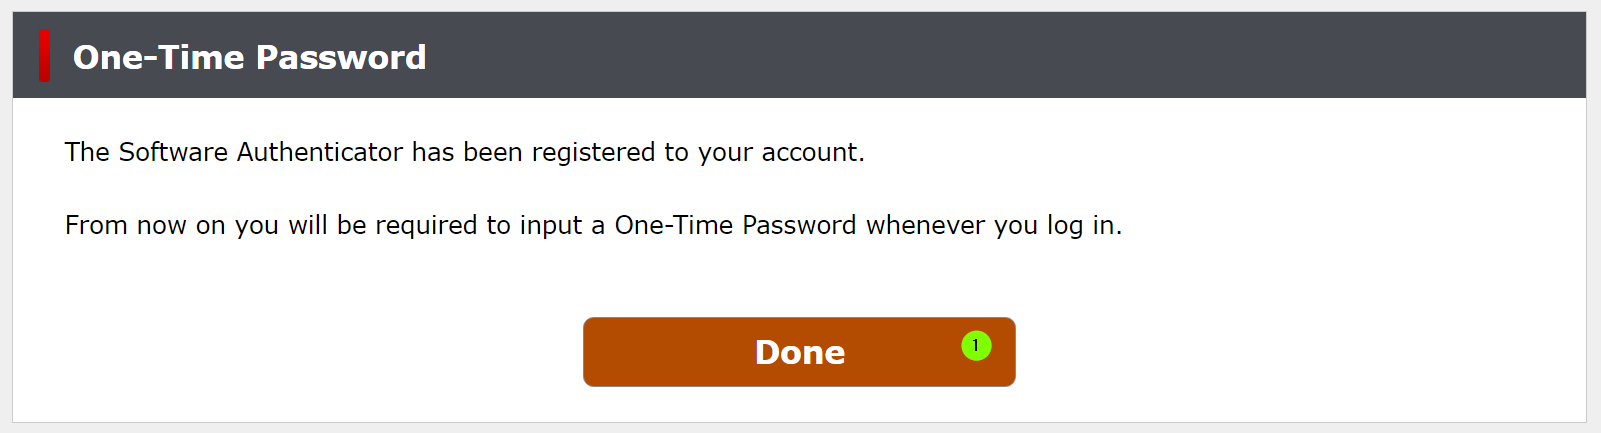 One-Time Password
The Software Authenticator has been registered to your account.
From now on you will be required to input a One-Time Password whenever you log in.
Done 1